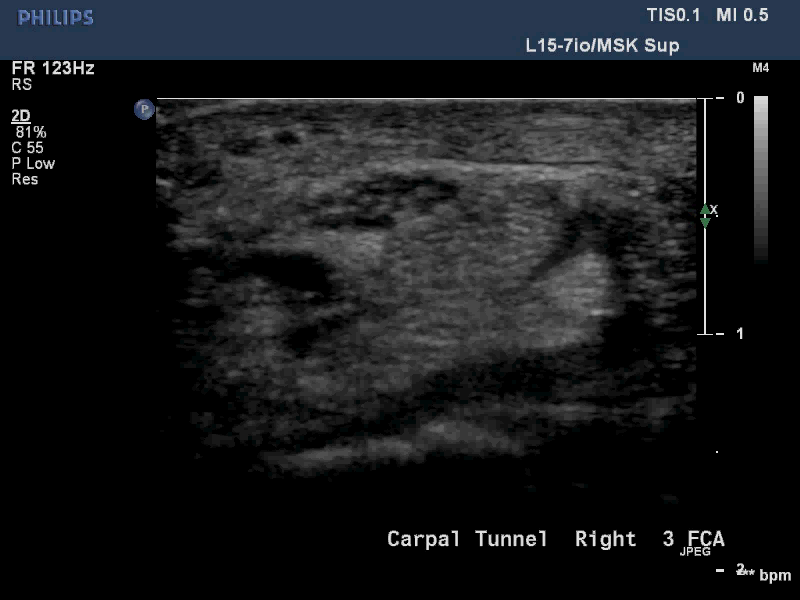 PHILIPS
TIS0.1 MI 0.5
L15-7io/MSK Sup
FR 123Hz
RS
M4
2D
81%
C 55
P Low
Res
P
0
X
1
Carpal Tunnel Right 3 FCA
JPEG
2
*** bpm